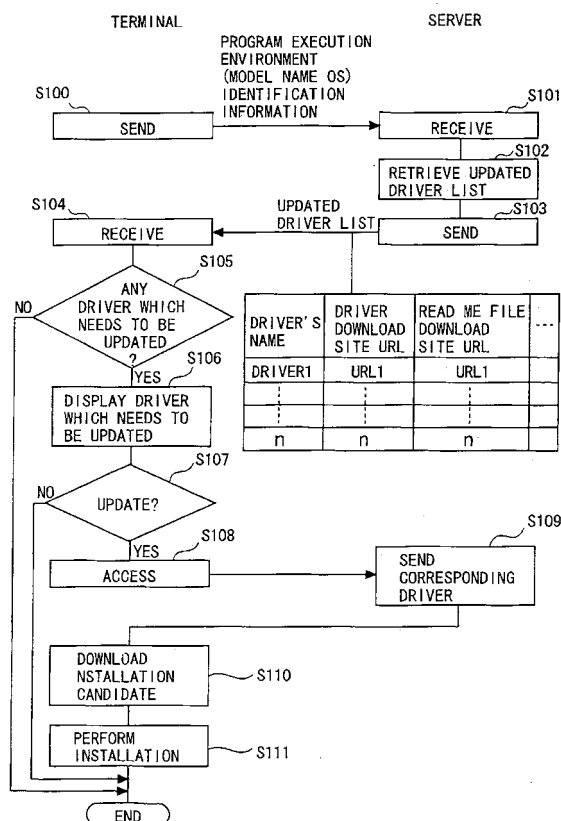 TERMINAL
SERVER
PROGRAM EXECUTION
ENVIRONMENT
(MODEL NAME OS)
IDENTIFICATION
INFORMATION
S100
SEND
S101
RECEIVE
S102
RETRIEVE UPDATED
DRIVER LIST
S103
SEND
UPDATED
DRIVER LIST
S104
RECEIVE
S105
ANY
DRIVER WHICH
NEEDS TO BE
UPDATED
?
NO
YES
DRIVER'S
NAME
DRIVER
DOWNLOAD
SITE URL
READ ME FILE
DOWNLOAD
SITE URL
DRIVER1
URL1
URL1
n
n
n
S106
DISPLAY DRIVER
WHICH NEEDS TO
BE UPDATED
S107
NO
UPDATE?
YES
S108
ACCESS
S109
SEND
CORRESPONDING
DRIVER
DOWNLOAD
NSTALLATION
CANDIDATE
S110
PERFORM
INSTALLATION
S111
END